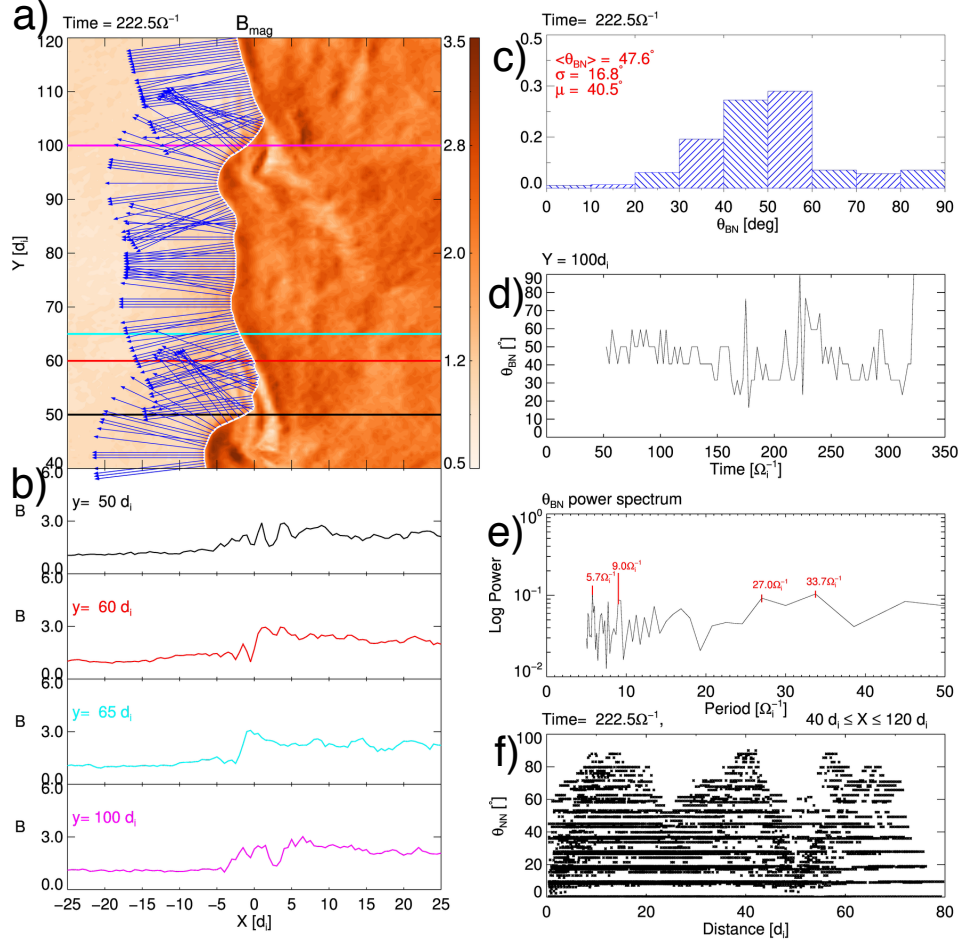 a) Time = 222.5Ω⁻¹ B_mag
120
110
100
90
80
70
60
50
40
Y [d_i]
3.5
2.8
2.0
1.2
0.5
b)
6.0
B 3.0
0.0
y= 50 d_i
6.0
B 3.0
0.0
y= 60 d_i
6.0
B 3.0
0.0
y= 65 d_i
6.0
B 3.0
0.0
y= 100 d_i
-25 -20 -15 -10 -5 0 5 10 15 20 25
X [d_i]
c) Time= 222.5Ω⁻¹
<θ_BN> = 47.6°
σ = 16.8°
μ = 40.5°
0.5
0.3
0.2
0.0
0 10 20 30 40 50 60 70 80 90
θ_BN [deg]
d) Y = 100d_i
θ_BN [°]
90
80
70
60
50
40
30
20
10
0
0 50 100 150 200 250 300 350
Time [Ω_i⁻¹]
e) θ_BN power spectrum
Log Power
10⁰
10⁻¹
10⁻²
5.7Ω_i⁻¹ 9.0Ω_i⁻¹ 27.0Ω_i⁻¹ 33.7Ω_i⁻¹
0 10 20 30 40 50
Period [Ω_i⁻¹]
f) Time= 222.5Ω⁻¹, 40 d_i ≤ X ≤ 120 d_i
θ_NN [°]
100
80
60
40
20
0
0 20 40 60 80
Distance [d_i]